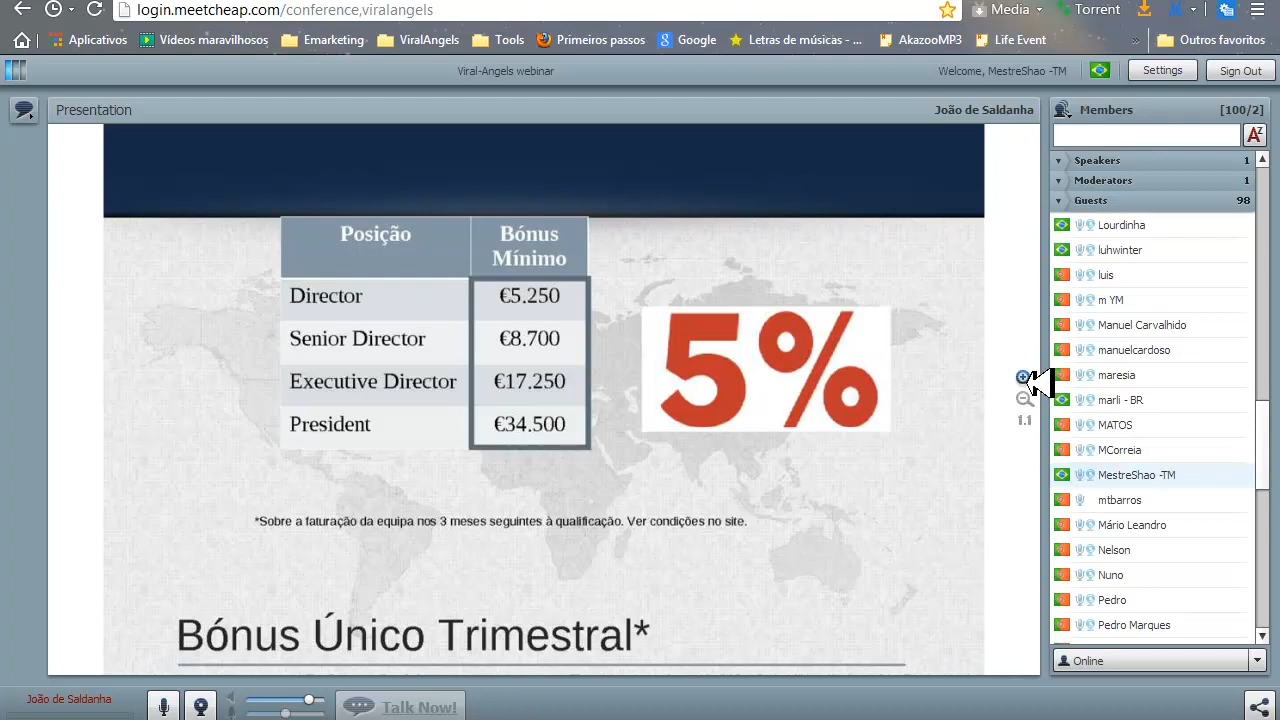 login.meetcheap.com/conference,viralangels
Media
Torrent
Aplicativos
Vídeos maravilhosos
Emarketing
ViralAngels
Tools
Primeiros passos
Google
Letras de músicas - ...
AkazooMP3
Life Event
»
Outros favoritos
Viral-Angels webinar
Welcome, MestreShao -TM
Settings
Sign Out
Presentation
João de Saldanha
Members
[100/2]
Speakers 1
Moderators 1
Guests 98
Lourdinha
luhwinter
luis
m YM
Manuel Carvalhido
manuelcardoso
maresia
marli - BR
MATOS
MCorreia
MestreShao -TM
mtbarros
Mário Leandro
Nelson
Nuno
Pedro
Pedro Marques
Online
Posição
Bónus
Mínimo
Director €5.250
Senior Director €8.700
Executive Director €17.250
President €34.500
5%
1.1
*Sobre a faturação da equipa nos 3 meses seguintes à qualificação. Ver condições no site.
Bónus Único Trimestral*
João de Saldanha
Talk Now!